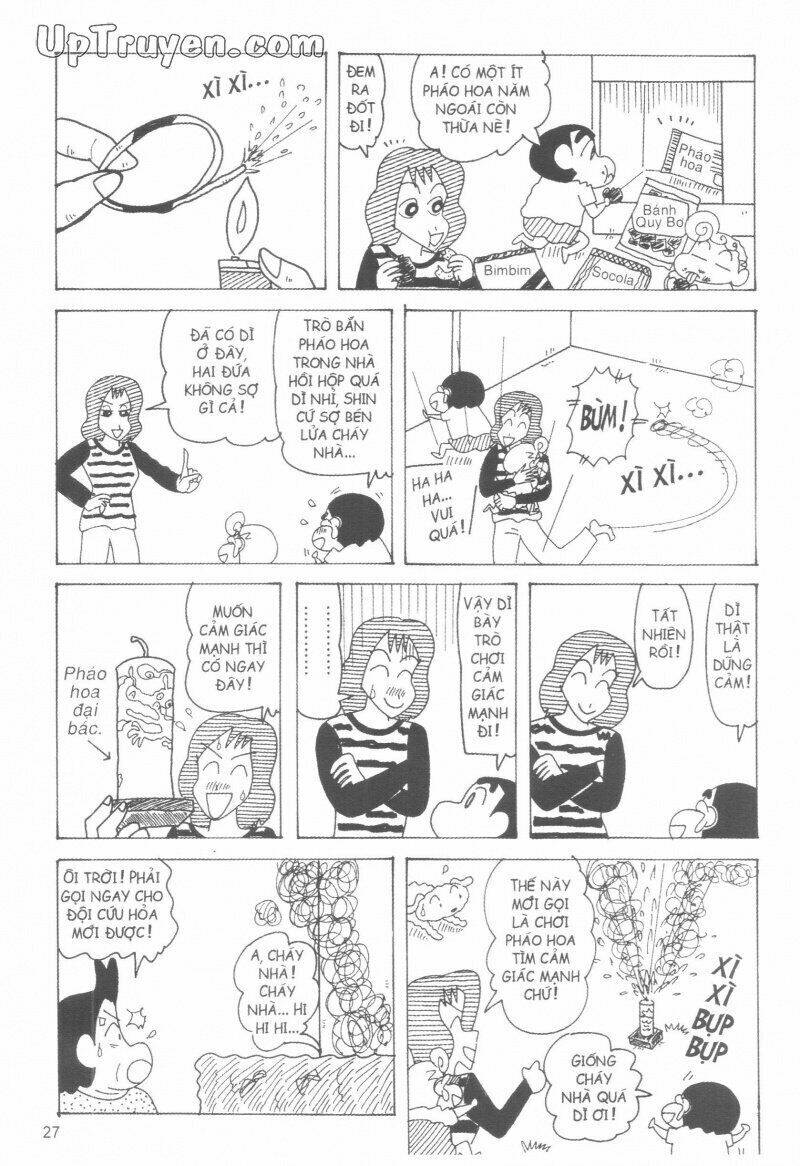 UpTruyen.com
XÌ XÌ...
ĐEM
RA
ĐỐT
ĐI!
A! CÓ MỘT ÍT
PHÁO HOA NĂM
NGOÁI CÒN
THỪA NÈ!
Pháo
hoa
Bánh
Quy Bơ
Bimbim
Socola
ĐÃ CÓ DÌ
Ở ĐÂY,
HAI ĐỨA
KHÔNG SỢ
GÌ CẢ!
TRÒ BẮN
PHÁO HOA
TRONG NHÀ
HỒI HỘP QUÁ
DÌ NHỈ, SHIN
CỨ SỢ BÉN
LỬA CHÁY
NHÀ...
BÙM!
XÌ XÌ...
HA HA
HA...
VUI
QUÁ!
MUỐN
CẢM GIÁC
MẠNH THÌ
CÓ NGAY
ĐÂY!
Pháo
hoa
đại
bác.
VẬY DÌ
BÀY
TRÒ
CHƠI
CẢM
GIÁC
MẠNH
ĐI!
TẤT
NHIÊN
RỒI!
DÌ
THẬT
LÀ
DŨNG
CẢM!
ÔI TRỜI! PHẢI
GỌI NGAY CHO
ĐỘI CỨU HỎA
MỚI ĐƯỢC!
A, CHÁY
NHÀ!
CHÁY
NHÀ... HI
HI HI...
THẾ NÀY
MỚI GỌI
LÀ CHƠI
PHÁO HOA
TÌM CẢM
GIÁC MẠNH
CHỨ!
XÌ
XÌ
BỤP
BỤP
GIỐNG
CHÁY
NHÀ QUÁ
DÌ ƠI!
27